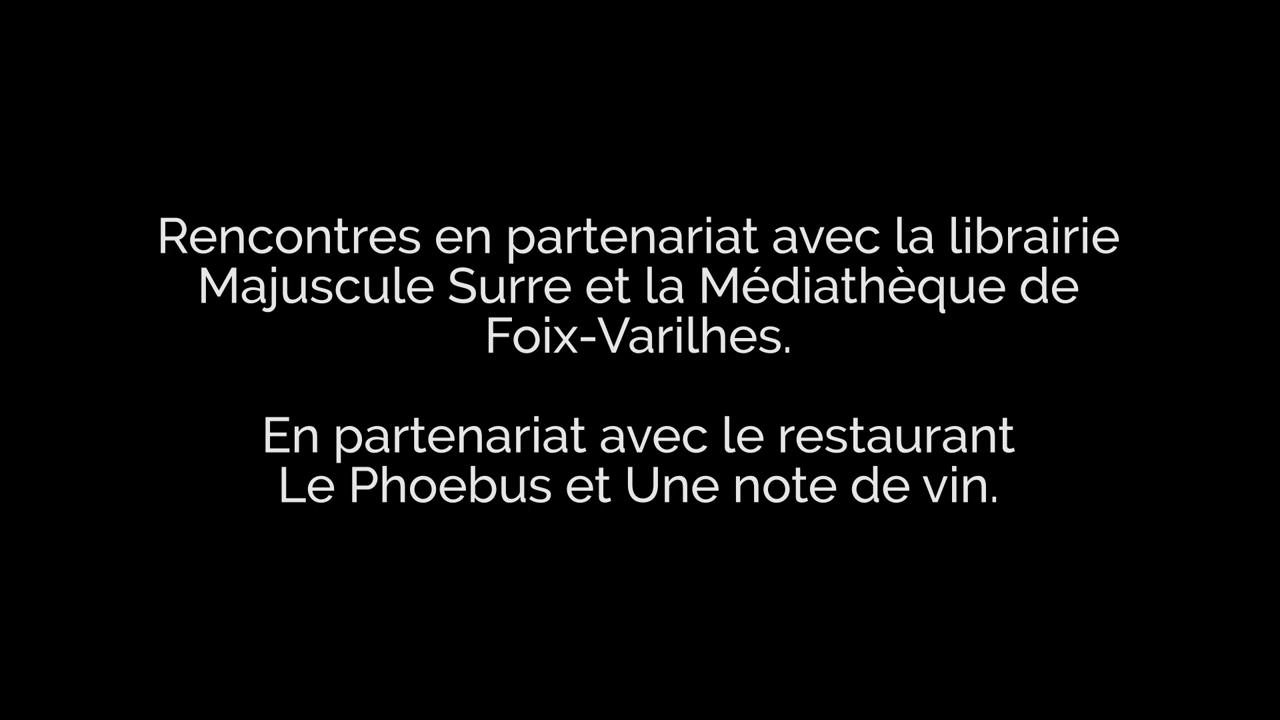 Rencontres en partenariat avec la librairie
Majuscule Surre et la Médiathèque de
Foix-Varilhes.
En partenariat avec le restaurant
Le Phoebus et Une note de vin.